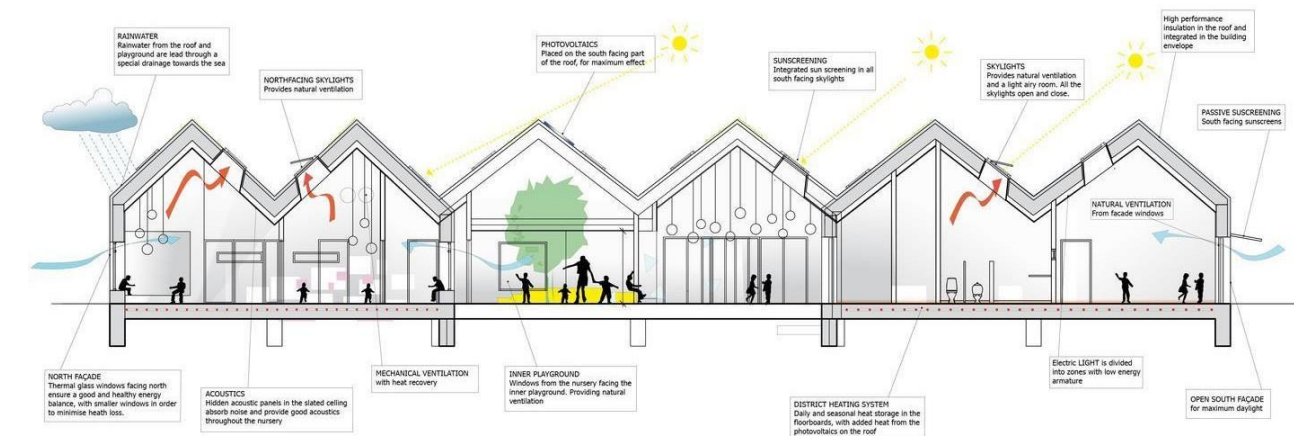 RAINWATER
Rainwater from the roof and
playground are lead through a
special drainage towards the sea
NORTHFACING SKYLIGHTS
Provides natural ventilation
PHOTOVOLTAICS
Placed on the south facing part
of the roof, for maximum effect
SUNSCREENING
Integrated sun screening in all
south facing skylights
SKYLIGHTS
Provides natural ventilation
and a light airy room. All the
skylights open and close.
High performance
insulation in the roof and
integrated in the building
envelope
PASSIVE SUSCREENING
South facing sunscreens
NATURAL VENTILATION
From facade windows
NORTH FAÇADE
Thermal glass windows facing north
ensure a good and healthy energy
balance, with smaller windows in order
to minimise heath loss.
ACOUSTICS
Hidden acoustic panels in the slated ceiling
absorb noise and provide good acoustics
throughout the nursery
MECHANICAL VENTILATION
with heat recovery
INNER PLAYGROUND
Windows from the nursery facing the
inner playground. Providing natural
ventilation
DISTRICT HEATING SYSTEM
Daily and seasonal heat storage in the
floorboards, with added heat from the
photovaltaics on the roof
Electric LIGHT is divided
into zones with low energy
armature
OPEN SOUTH FAÇADE
for maximum daylight